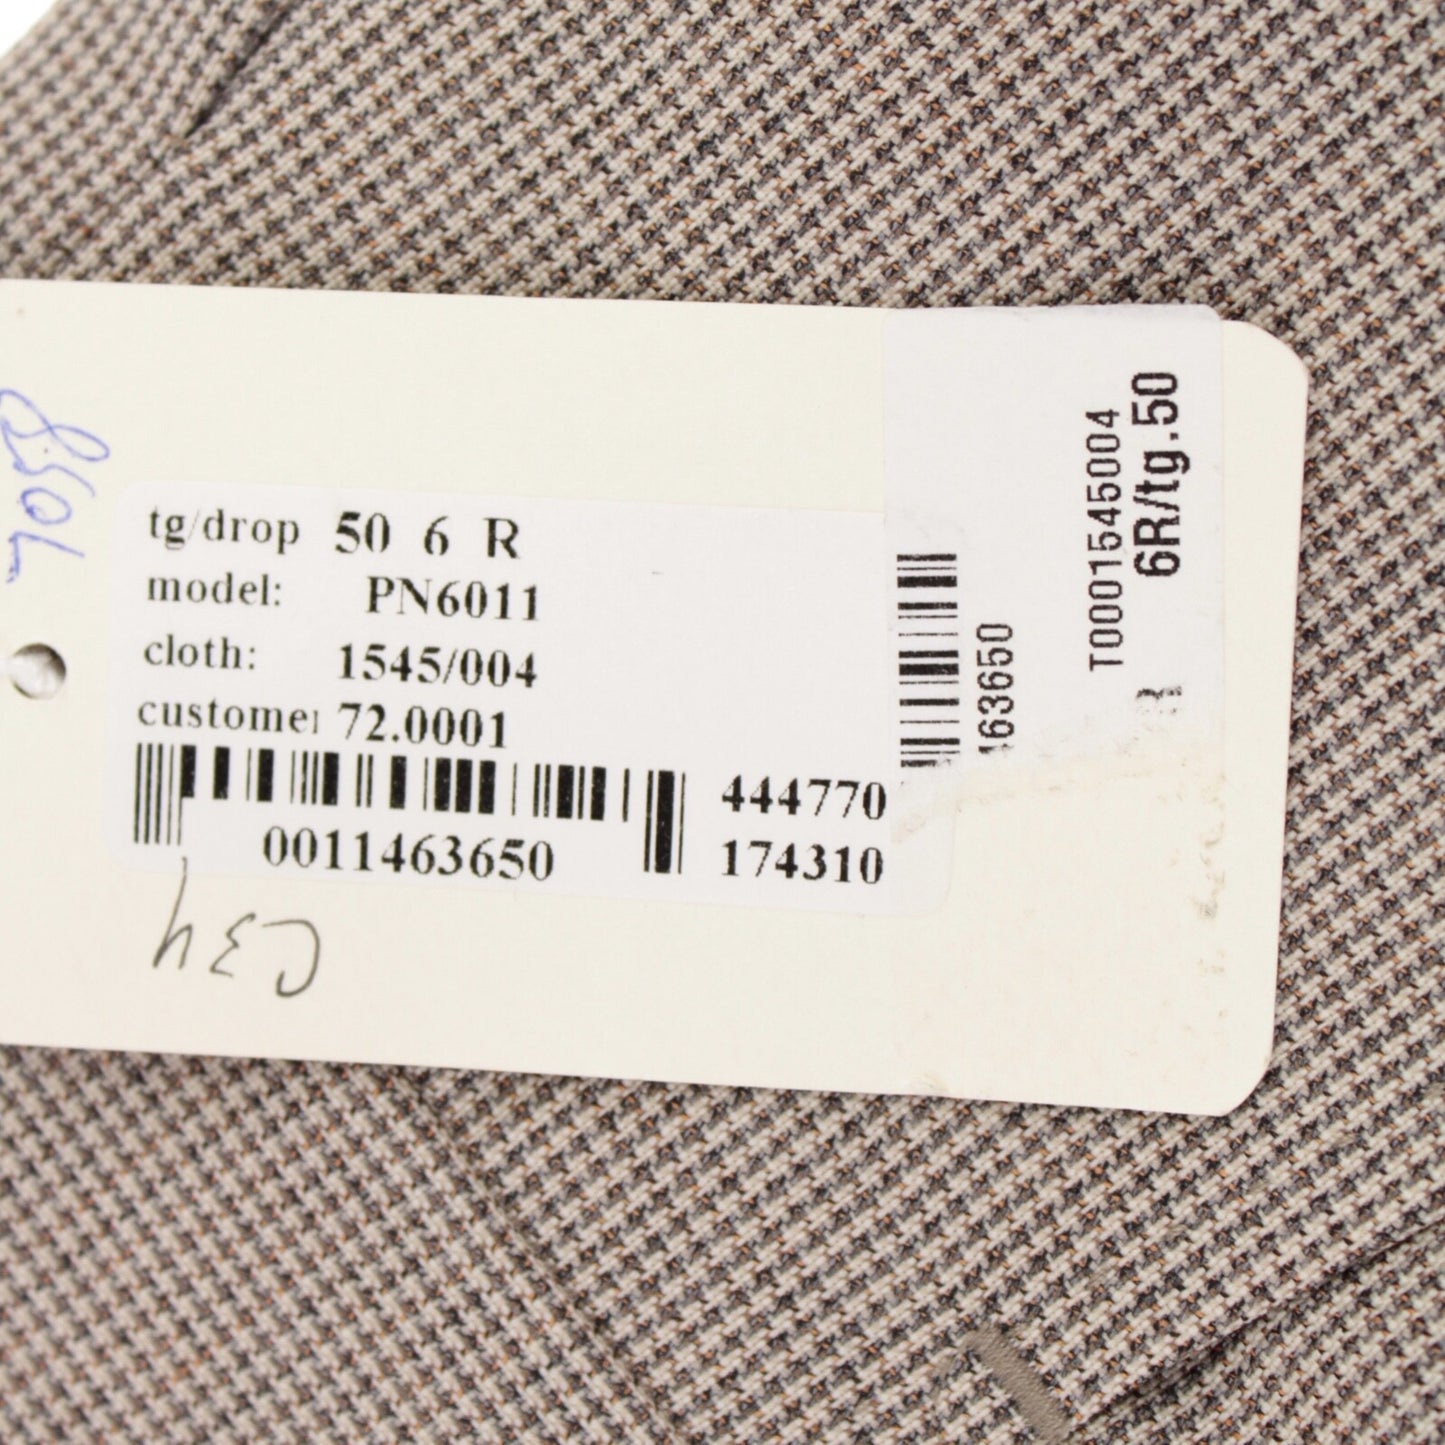 tg/drop 50 6 R
model: PN6011
cloth: 1545/004
custome 72.0001
444770
0011463650
174310
C34
T0001545004
6R/tg.50
63650